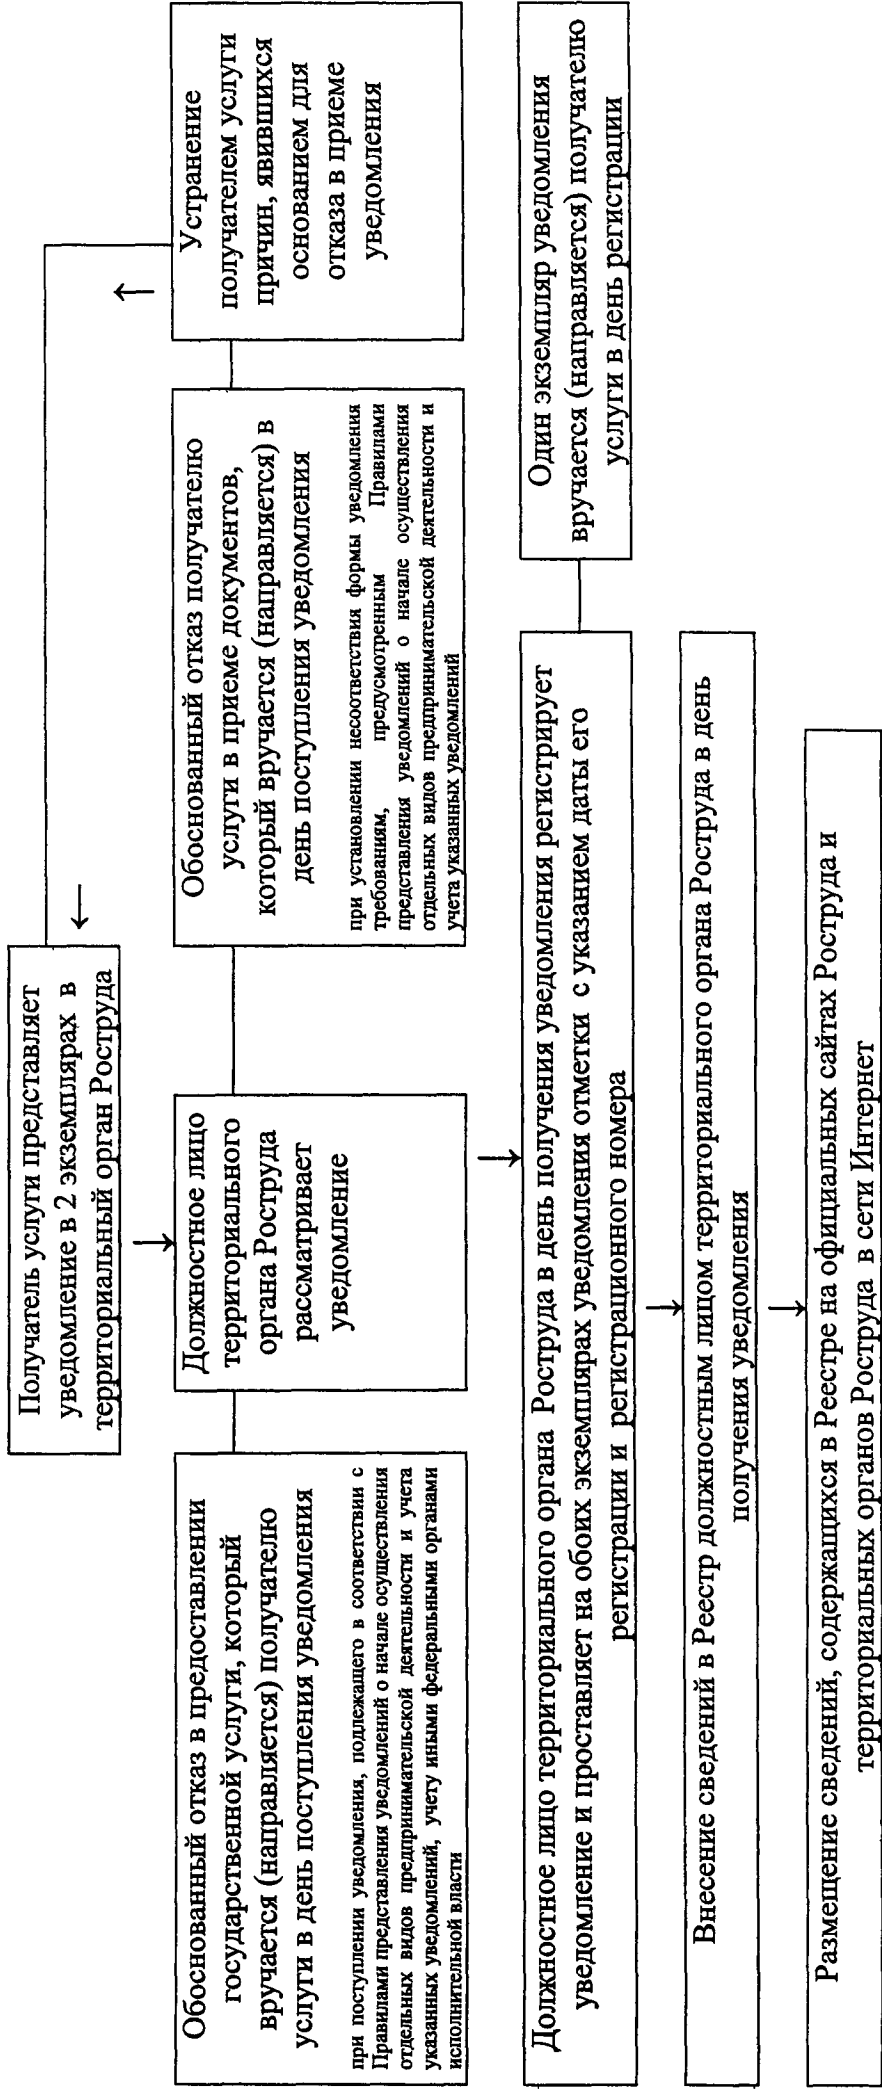 Получатель услуги представляет
уведомление в 2 экземплярах в
территориальный орган Роструда
Обоснованный отказ в предоставлении
государственной услуги, который
вручается (направляется) получателю
услуги в день поступления уведомления
при поступлении уведомления, подлежащего в соответствии с
Правилами представления уведомлений о начале осуществления
отдельных видов предпринимательской деятельности и учета
указанных уведомлений, учету иными федеральными органами
исполнительной власти
Должностное лицо
территориального
органа Роструда
рассматривает
уведомление
Обоснованный отказ получателю
услуги в приеме документов,
который вручается (направляется) в
день поступления уведомления
при установлении несоответствия формы уведомления
требованиям, предусмотренным Правилами
представления уведомлений о начале осуществления
отдельных видов предпринимательской деятельности и
учета указанных уведомлений
Устранение
получателем услуги
причин, явившихся
основанием для
отказа в приеме
уведомления
Должностное лицо территориального органа Роструда в день получения уведомления регистрирует
уведомление и проставляет на обоих экземплярах уведомления отметки с указанием даты его
регистрации и регистрационного номера
Один экземпляр уведомления
вручается (направляется) получателю
услуги в день регистрации
Внесение сведений в Реестр должностным лицом территориального органа Роструда в день
получения уведомления
Размещение сведений, содержащихся в Реестре на официальных сайтах Роструда и
территориальных органов Роструда в сети Интернет